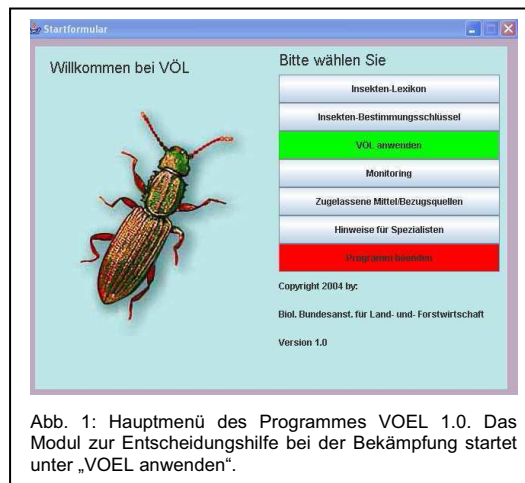 Startformular
Willkommen bei VÖL
Bitte wählen Sie
Insekten-Lexikon
Insekten-Bestimmungsschlüssel
VÖL anwenden
Monitoring
Zugelassene Mittel/Bezugsquellen
Hinweise für Spezialisten
Programm beenden
Copyright 2004 by:
Biol. Bundesanst. für Land- und- Forstwirtschaft
Version 1.0
Abb. 1: Hauptmenü des Programmes VOEL 1.0. Das
Modul zur Entscheidungshilfe bei der Bekämpfung startet
unter „VOEL anwenden“.